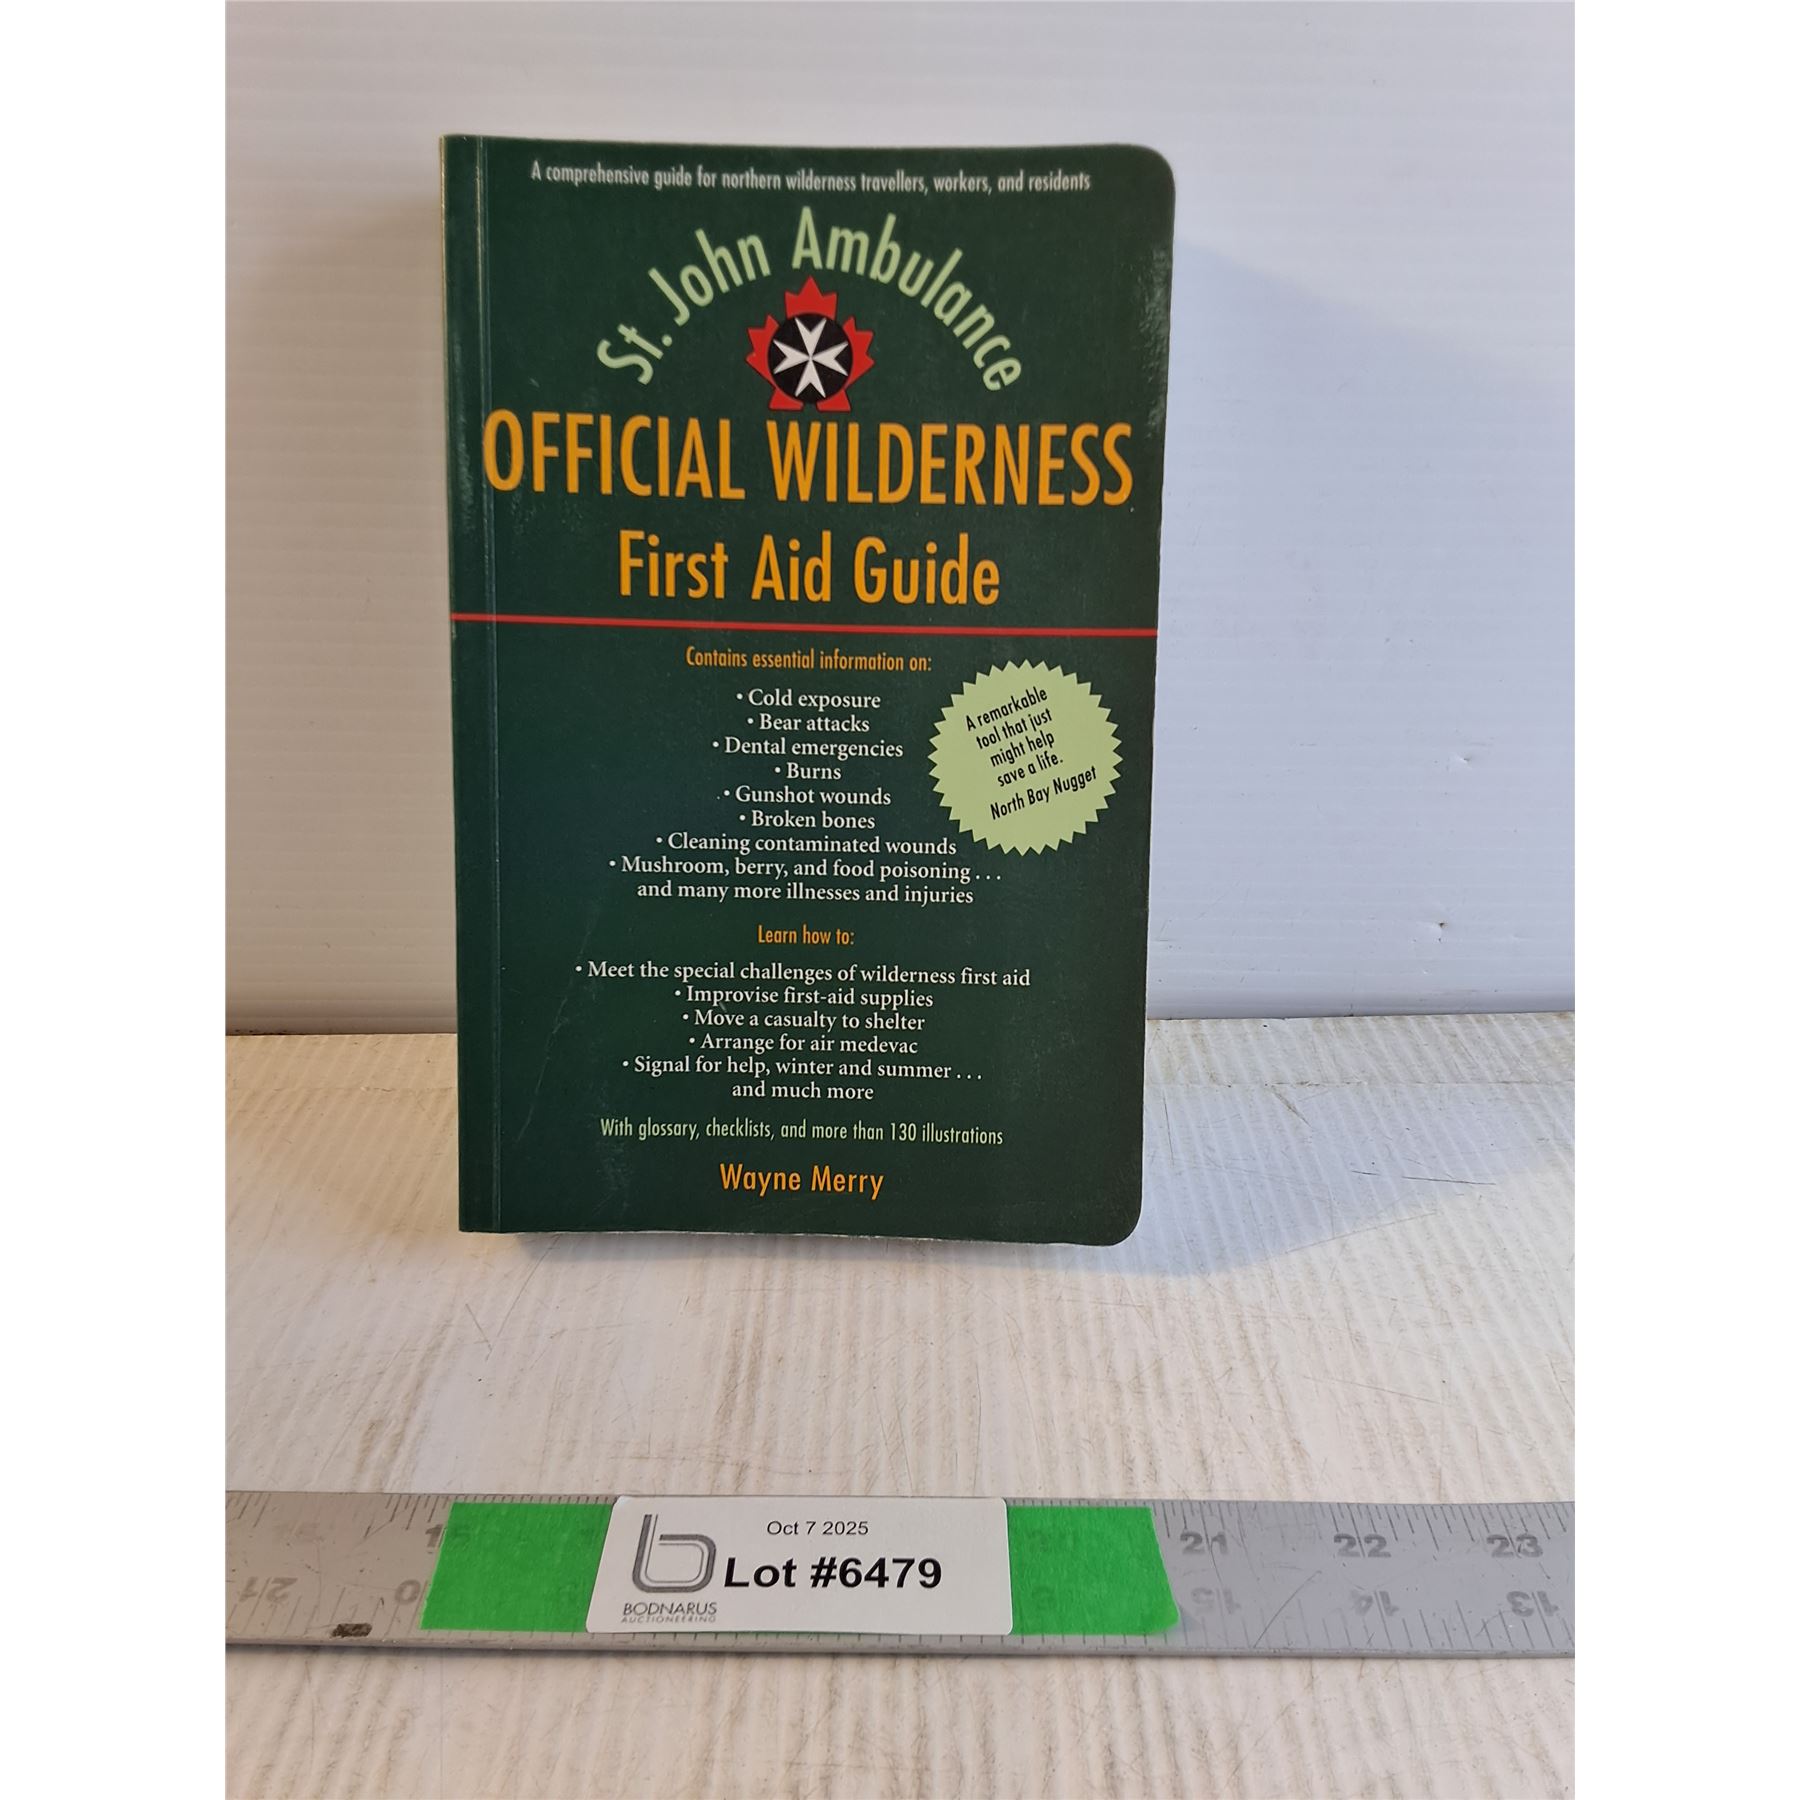 A comprehensive guide for northern wilderness travellers, workers, and residents
St. John Ambulance
OFFICIAL WILDERNESS
First Aid Guide
Contains essential information on:
• Cold exposure
• Bear attacks
• Dental emergencies
• Burns
• Gunshot wounds
• Broken bones
• Cleaning contaminated wounds
• Mushroom, berry, and food poisoning . . .
and many more illnesses and injuries
A remarkable
tool that just
might help
save a life.
North Bay Nugget
Learn how to:
• Meet the special challenges of wilderness first aid
• Improvise first-aid supplies
• Move a casualty to shelter
• Arrange for air medevac
• Signal for help, winter and summer . . .
and much more
With glossary, checklists, and more than 130 illustrations
Wayne Merry
Oct 7 2025
Lot #6479
BODNARUS
AUCTIONEERING
21 22 23
15 14 13